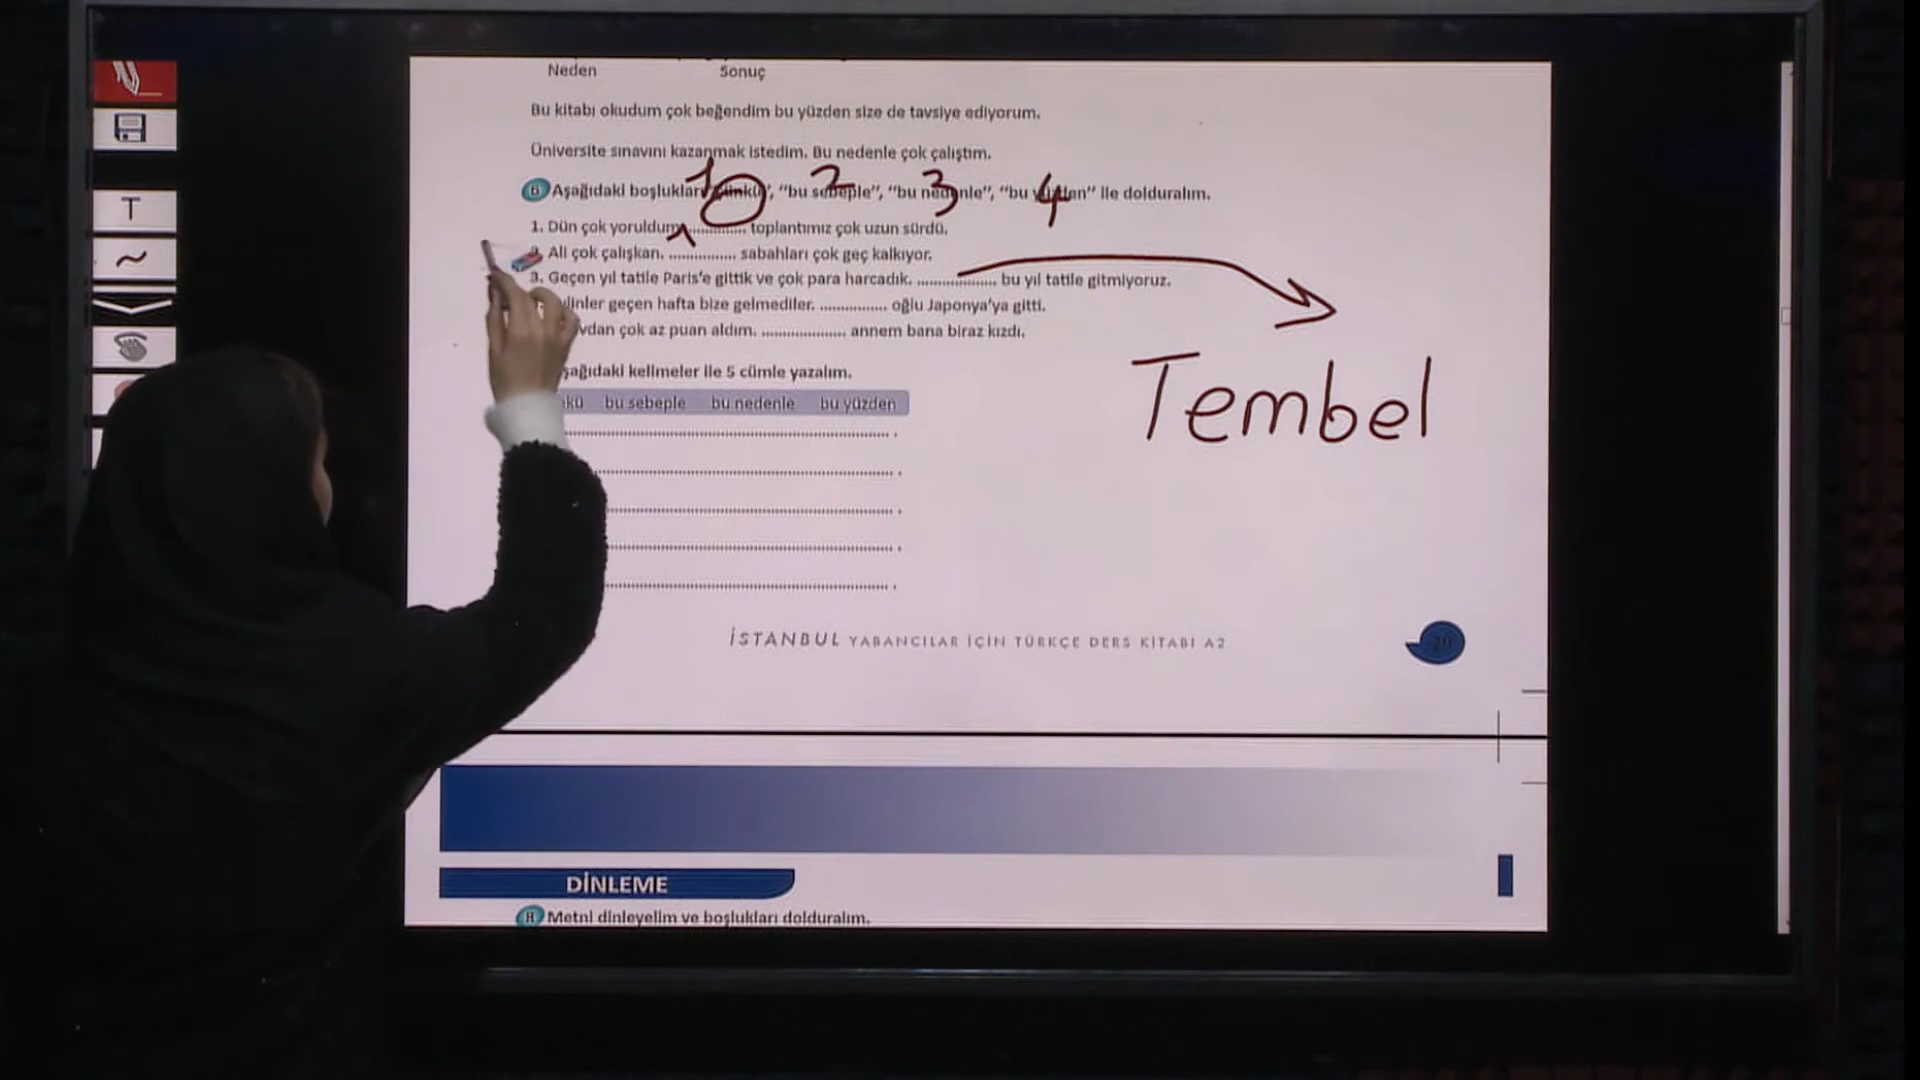 Neden Sonuç
Bu kitabı okudum çok beğendim bu yüzden size de tavsiye ediyorum.
Üniversite sınavını kazanmak istedim. Bu nedenle çok çalıştım.
1 2 3 4
Aşağıdaki boşlukları "çünkü", "bu sebeple", "bu nedenle", "bu yüzden" ile dolduralım.
1. Dün çok yoruldum ............. toplantımız çok uzun sürdü.
Ali çok çalışkan. ............... sabahları çok geç kalkıyor.
3. Geçen yıl tatile Paris'e gittik ve çok para harcadık. .................. bu yıl tatile gitmiyoruz.
geçen hafta bize gelmediler. ............... oğlu Japonya'ya gitti.
çok az puan aldım. ................... annem bana biraz kızdı.
Tembel
kelimeler ile 5 cümle yazalım.
bu sebeple bu nedenle bu yüzden
İSTANBUL YABANCILAR İÇİN TÜRKÇE DERS KİTABI A2
DİNLEME
Metni dinleyelim ve boşlukları dolduralım.
T